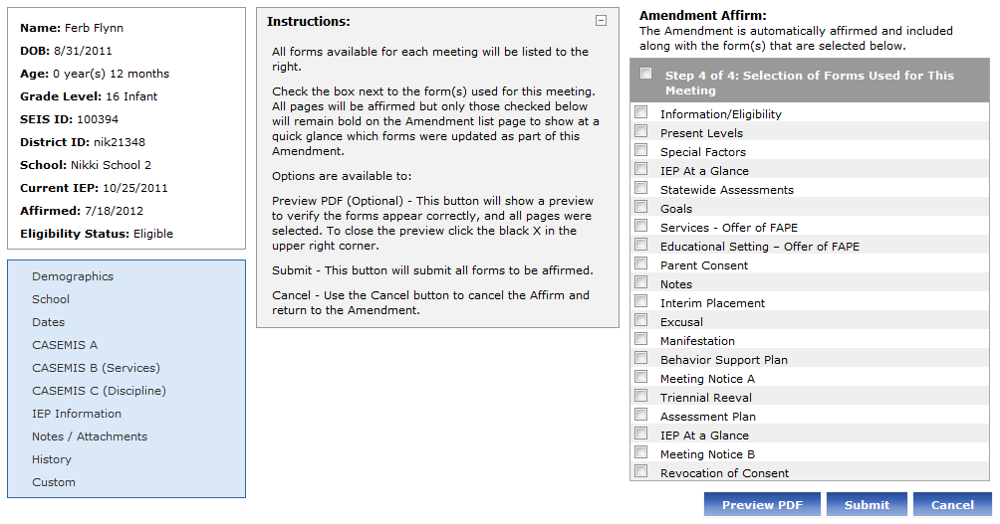 Name: Ferb Flynn
DOB: 8/31/2011
Age: 0 year(s) 12 months
Grade Level: 16 Infant
SEIS ID: 100394
District ID: nik21348
School: Nikki School 2
Current IEP: 10/25/2011
Affirmed: 7/18/2012
Eligibility Status: Eligible
Demographics
School
Dates
CASEMIS A
CASEMIS B (Services)
CASEMIS C (Discipline)
IEP Information
Notes / Attachments
History
Custom
Instructions:
All forms available for each meeting will be listed to the
right.
Check the box next to the form(s) used for this meeting.
All pages will be affirmed but only those checked below
will remain bold on the Amendment list page to show at a
quick glance which forms were updated as part of this
Amendment.
Options are available to:
Preview PDF (Optional) - This button will show a preview
to verify the forms appear correctly, and all pages were
selected. To close the preview click the black X in the
upper right corner.
Submit - This button will submit all forms to be affirmed.
Cancel - Use the Cancel button to cancel the Affirm and
return to the Amendment.
Amendment Affirm:
The Amendment is automatically affirmed and included
along with the form(s) that are selected below.
Step 4 of 4: Selection of Forms Used for This
Meeting
Information/Eligibility
Present Levels
Special Factors
IEP At a Glance
Statewide Assessments
Goals
Services - Offer of FAPE
Educational Setting – Offer of FAPE
Parent Consent
Notes
Interim Placement
Excusal
Manifestation
Behavior Support Plan
Meeting Notice A
Triennial Reeval
Assessment Plan
IEP At a Glance
Meeting Notice B
Revocation of Consent
Preview PDF
Submit
Cancel